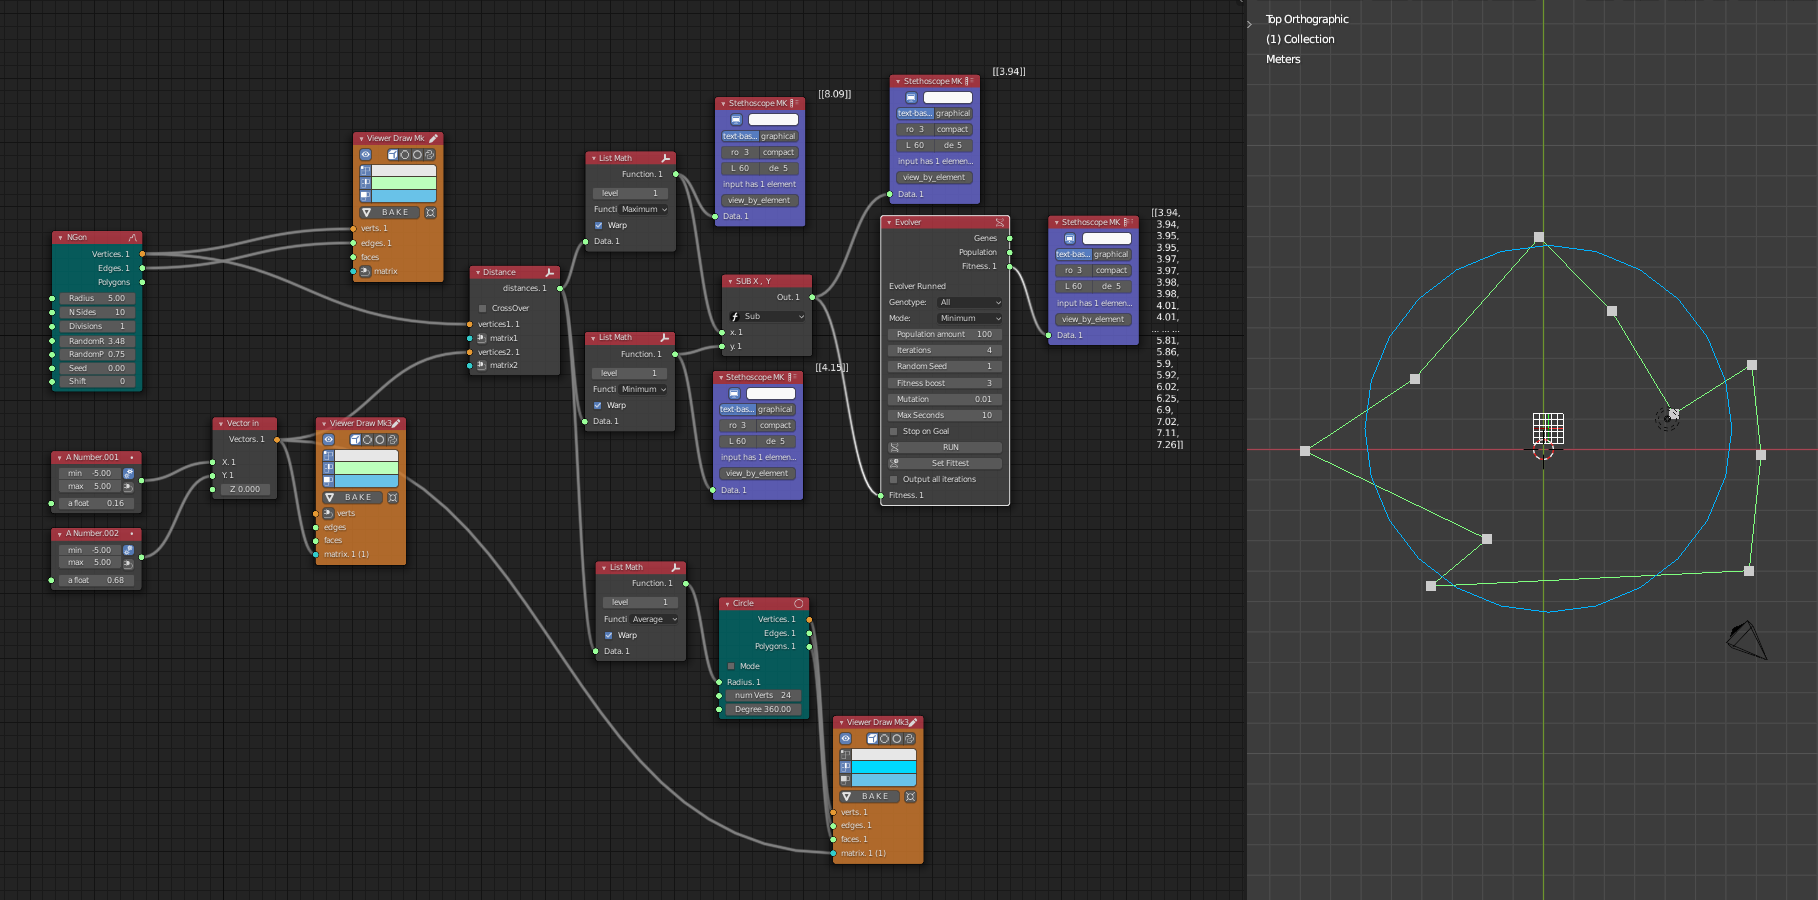 NGon
Vertices. 1
Edges. 1
Polygons
Radius 5.00
N Sides 10
Divisions 1
RandomR 3.48
RandomP 0.75
Seed 0.00
Shift 0
A Number.001
min -5.00
max 5.00
a float 0.16
A Number.002
min -5.00
max 5.00
a float 0.68
Vector in
Vectors. 1
X. 1
Y. 1
Z 0.000
Viewer Draw Mk
BAKE
verts. 1
edges. 1
faces
matrix
Viewer Draw Mk3
BAKE
verts
edges
faces
matrix. 1 (1)
Distance
distances. 1
CrossOver
vertices1. 1
matrix1
vertices2. 1
matrix2
List Math
Function. 1
level 1
Functi Maximum
Warp
Data. 1
List Math
Function. 1
level 1
Functi Minimum
Warp
Data. 1
List Math
Function. 1
level 1
Functi Average
Warp
Data. 1
Stethoscope MK
[[8.09]]
text-bas... graphical
ro 3 compact
L 60 de 5
input has 1 element
view_by_element
Data. 1
SUB X , Y
Out. 1
Sub
x. 1
y. 1
[[4.15]]
Stethoscope MK
text-bas... graphical
ro 3 compact
L 60 de 5
input has 1 elemen...
view_by_element
Data. 1
Circle
Vertices. 1
Edges. 1
Polygons. 1
Mode
Radius. 1
num Verts 24
Degree 360.00
Viewer Draw Mk3
BAKE
verts. 1
edges. 1
faces. 1
matrix. 1 (1)
Stethoscope MK
[[3.94]]
text-bas... graphical
ro 3 compact
L 60 de 5
input has 1 elemen...
view_by_element
Data. 1
Evolver
Genes
Population
Fitness. 1
Evolver Runned
Genotype: All
Mode: Minimum
Population amount 100
Iterations 4
Random Seed 1
Fitness boost 3
Mutation 0.01
Max Seconds 10
Stop on Goal
RUN
Set Fittest
Output all iterations
Fitness. 1
Stethoscope MK
text-bas... graphical
ro 3 compact
L 60 de 5
input has 1 elemen...
view_by_element
Data. 1
[[3.94,
3.94,
3.95,
3.95,
3.97,
3.97,
3.98,
3.98,
4.01,
4.01,
... ... ...
5.81,
5.86,
5.9,
5.92,
6.02,
6.25,
6.9,
7.02,
7.11,
7.26]]
Top Orthographic
(1) Collection
Meters